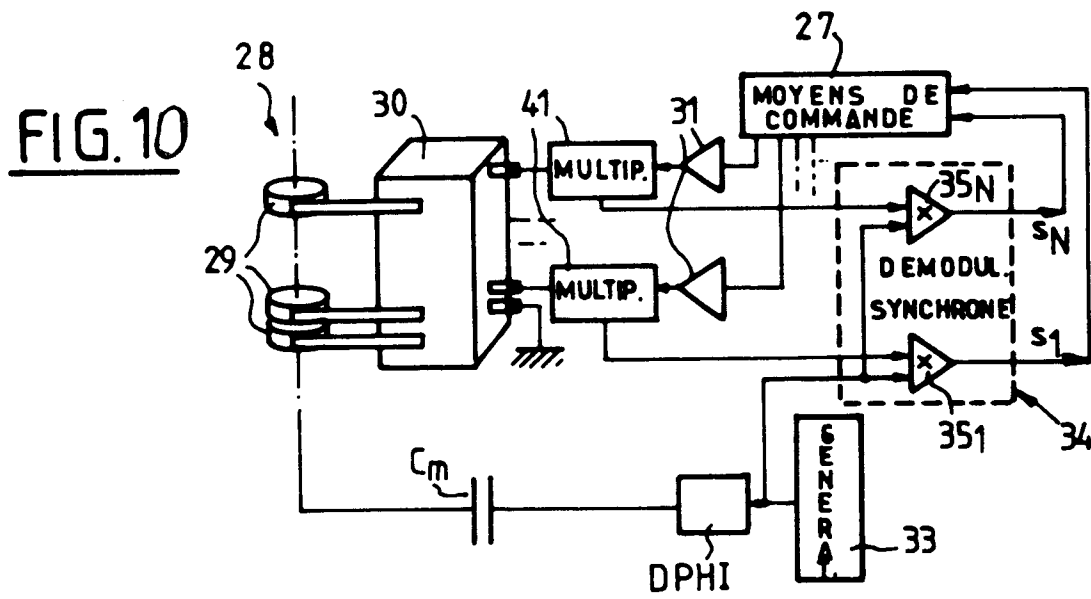 FIG.10
28
27
30
41
31
MOYENS DE
COMMANDE
MULTIP.
35N
29
41
sN
DEMODUL.
SYNCHRONE
MULTIP.
s1
351
34
Cm
GENERA
33
DPHI